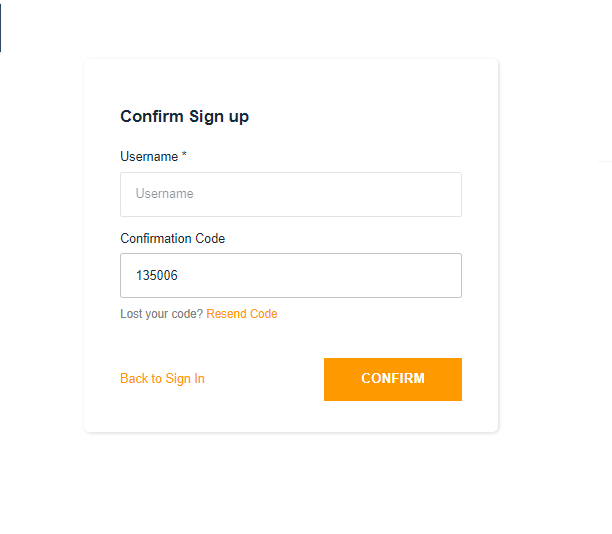 Confirm Sign up
Username *
Username
Confirmation Code
135006
Lost your code? Resend Code
Back to Sign In
CONFIRM